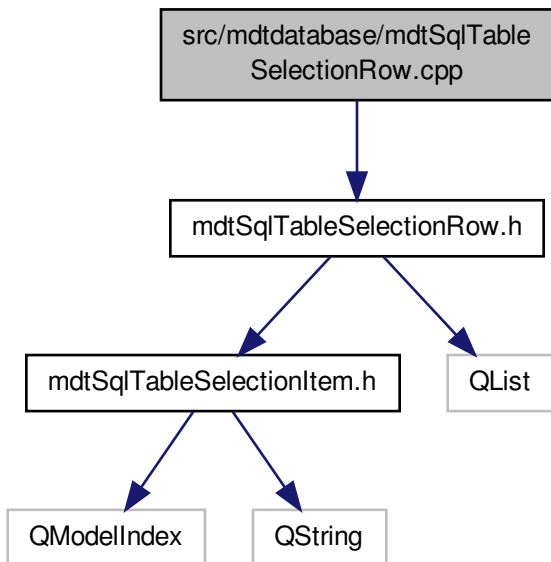 src/mdtdatabase/mdtSqlTable
SelectionRow.cpp
mdtSqlTableSelectionRow.h
mdtSqlTableSelectionItem.h
QList
QModelIndex
QString